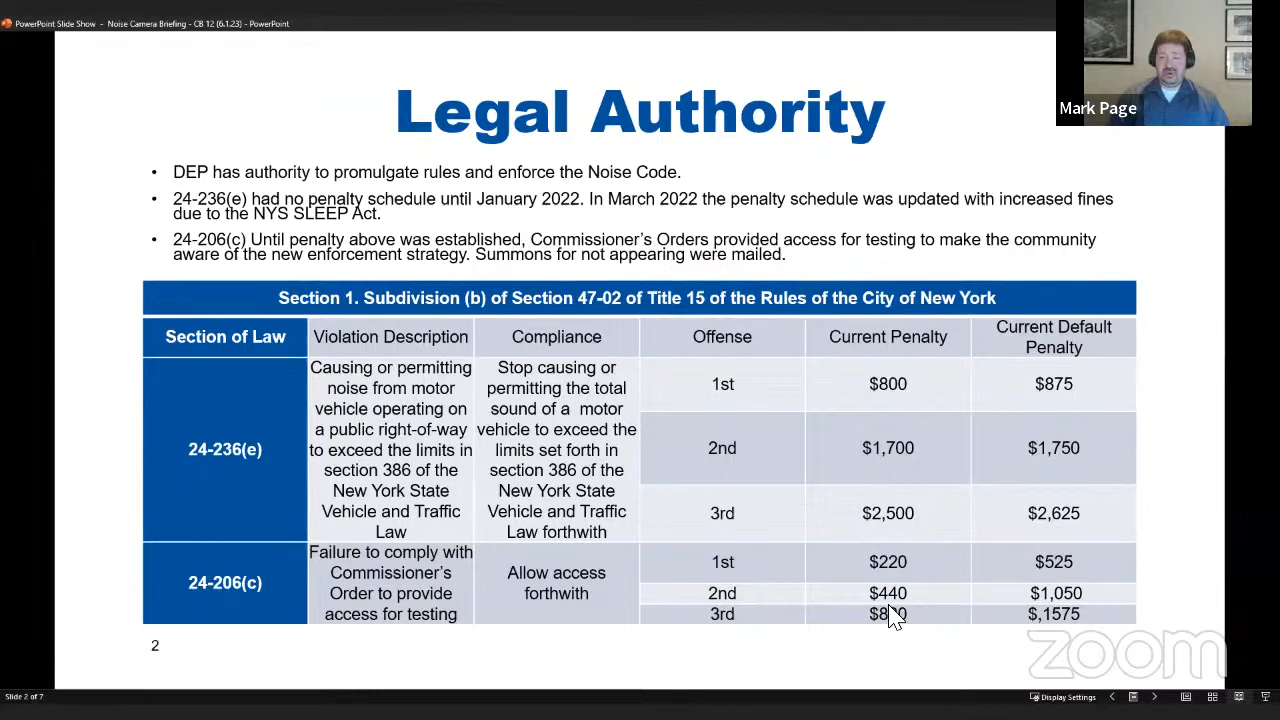 PowerPoint Slide Show - Noise Camera Briefing - CB 12 (6.1.23) - PowerPoint
Mark Page
Legal Authority
• DEP has authority to promulgate rules and enforce the Noise Code.
• 24-236(e) had no penalty schedule until January 2022. In March 2022 the penalty schedule was updated with increased fines
due to the NYS SLEEP Act.
• 24-206(c) Until penalty above was established, Commissioner's Orders provided access for testing to make the community
aware of the new enforcement strategy. Summons for not appearing were mailed.
Section 1. Subdivision (b) of Section 47-02 of Title 15 of the Rules of the City of New York
Section of Law
Violation Description
Compliance
Offense
Current Penalty
Current Default
Penalty
24-236(e)
Causing or permitting
noise from motor
vehicle operating on
a public right-of-way
to exceed the limits in
section 386 of the
New York State
Vehicle and Traffic
Law
Stop causing or
permitting the total
sound of a motor
vehicle to exceed the
limits set forth in
section 386 of the
New York State
Vehicle and Traffic
Law forthwith
1st
$800
$875
2nd
$1,700
$1,750
3rd
$2,500
$2,625
24-206(c)
Failure to comply with
Commissioner's
Order to provide
access for testing
Allow access
forthwith
1st
$220
$525
2nd
$440
$1,050
3rd
$,1575
2
zoom
Slide 2 of 7
Display Settings